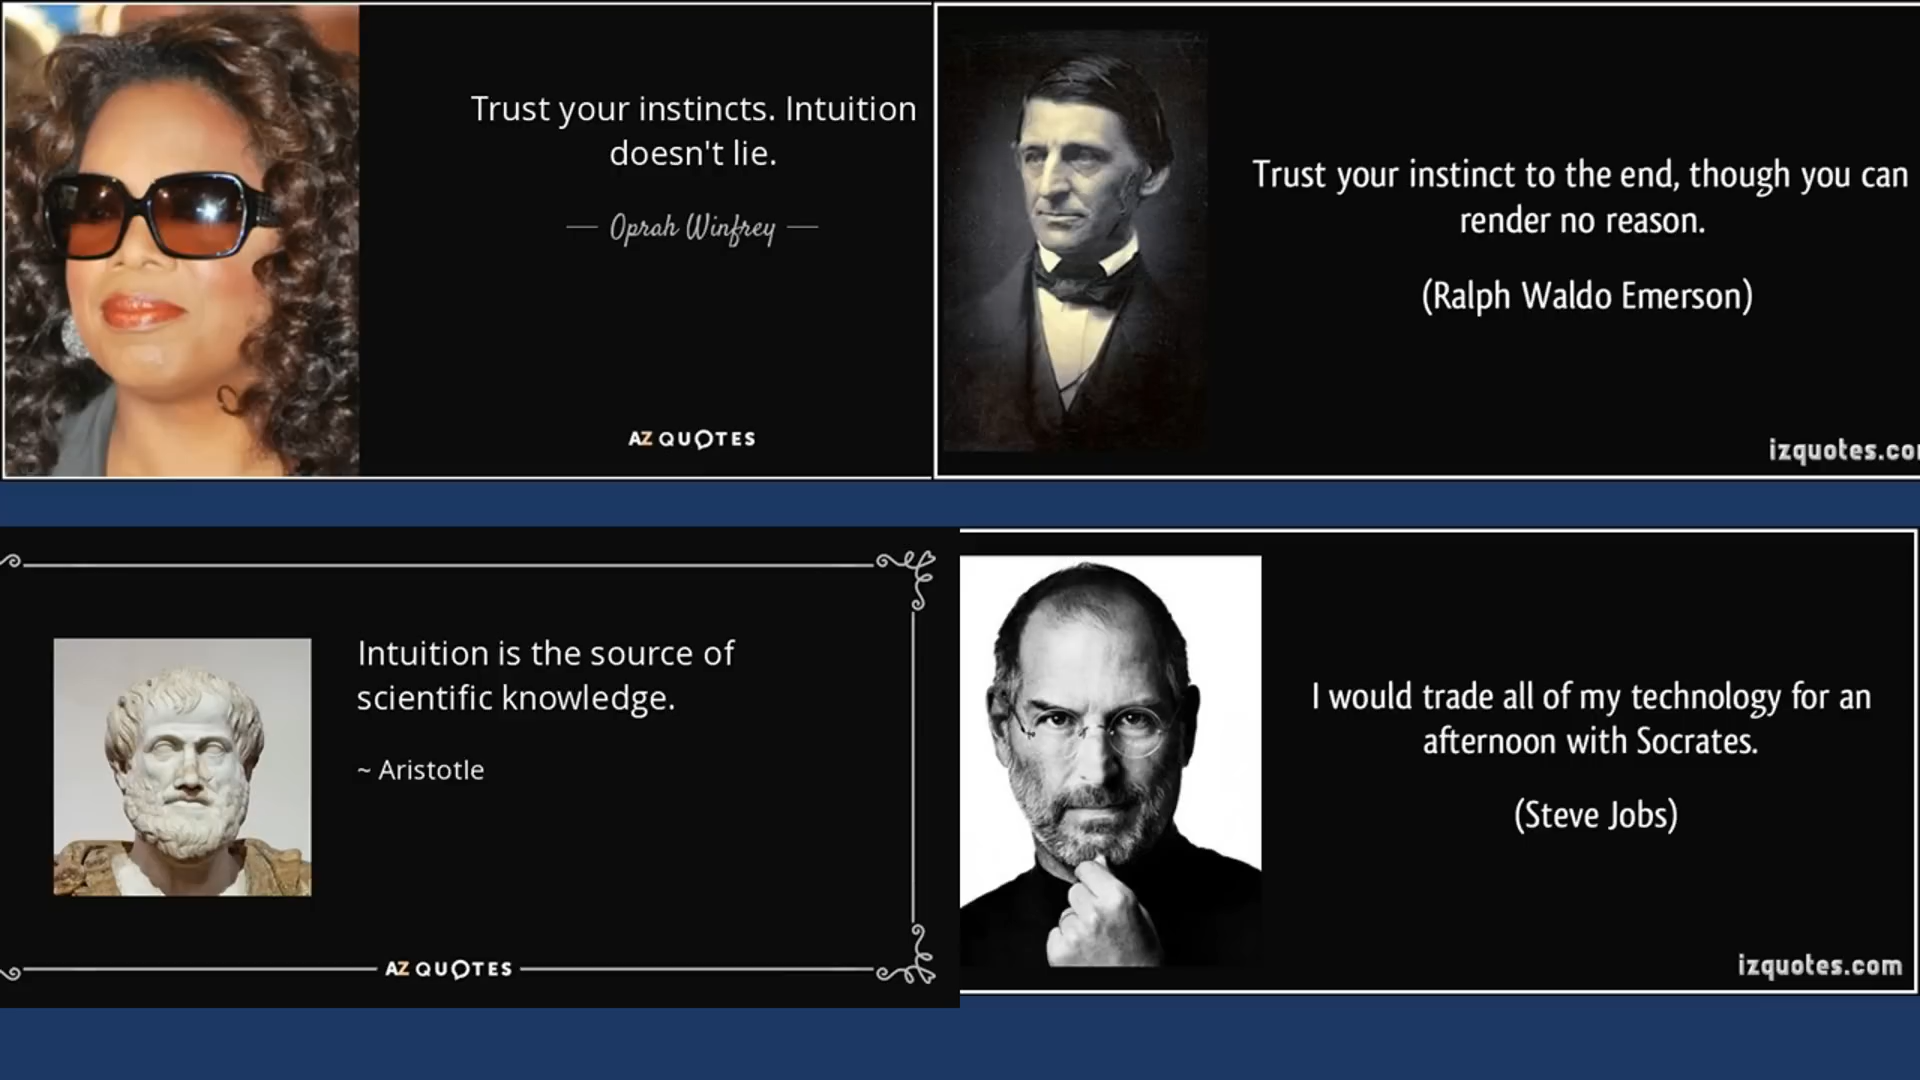 Trust your instincts. Intuition
doesn't lie.
— Oprah Winfrey —
AZ QUOTES
Trust your instinct to the end, though you can
render no reason.
(Ralph Waldo Emerson)
izquotes.co
Intuition is the source of
scientific knowledge.
~ Aristotle
AZ QUOTES
I would trade all of my technology for an
afternoon with Socrates.
(Steve Jobs)
izquotes.com